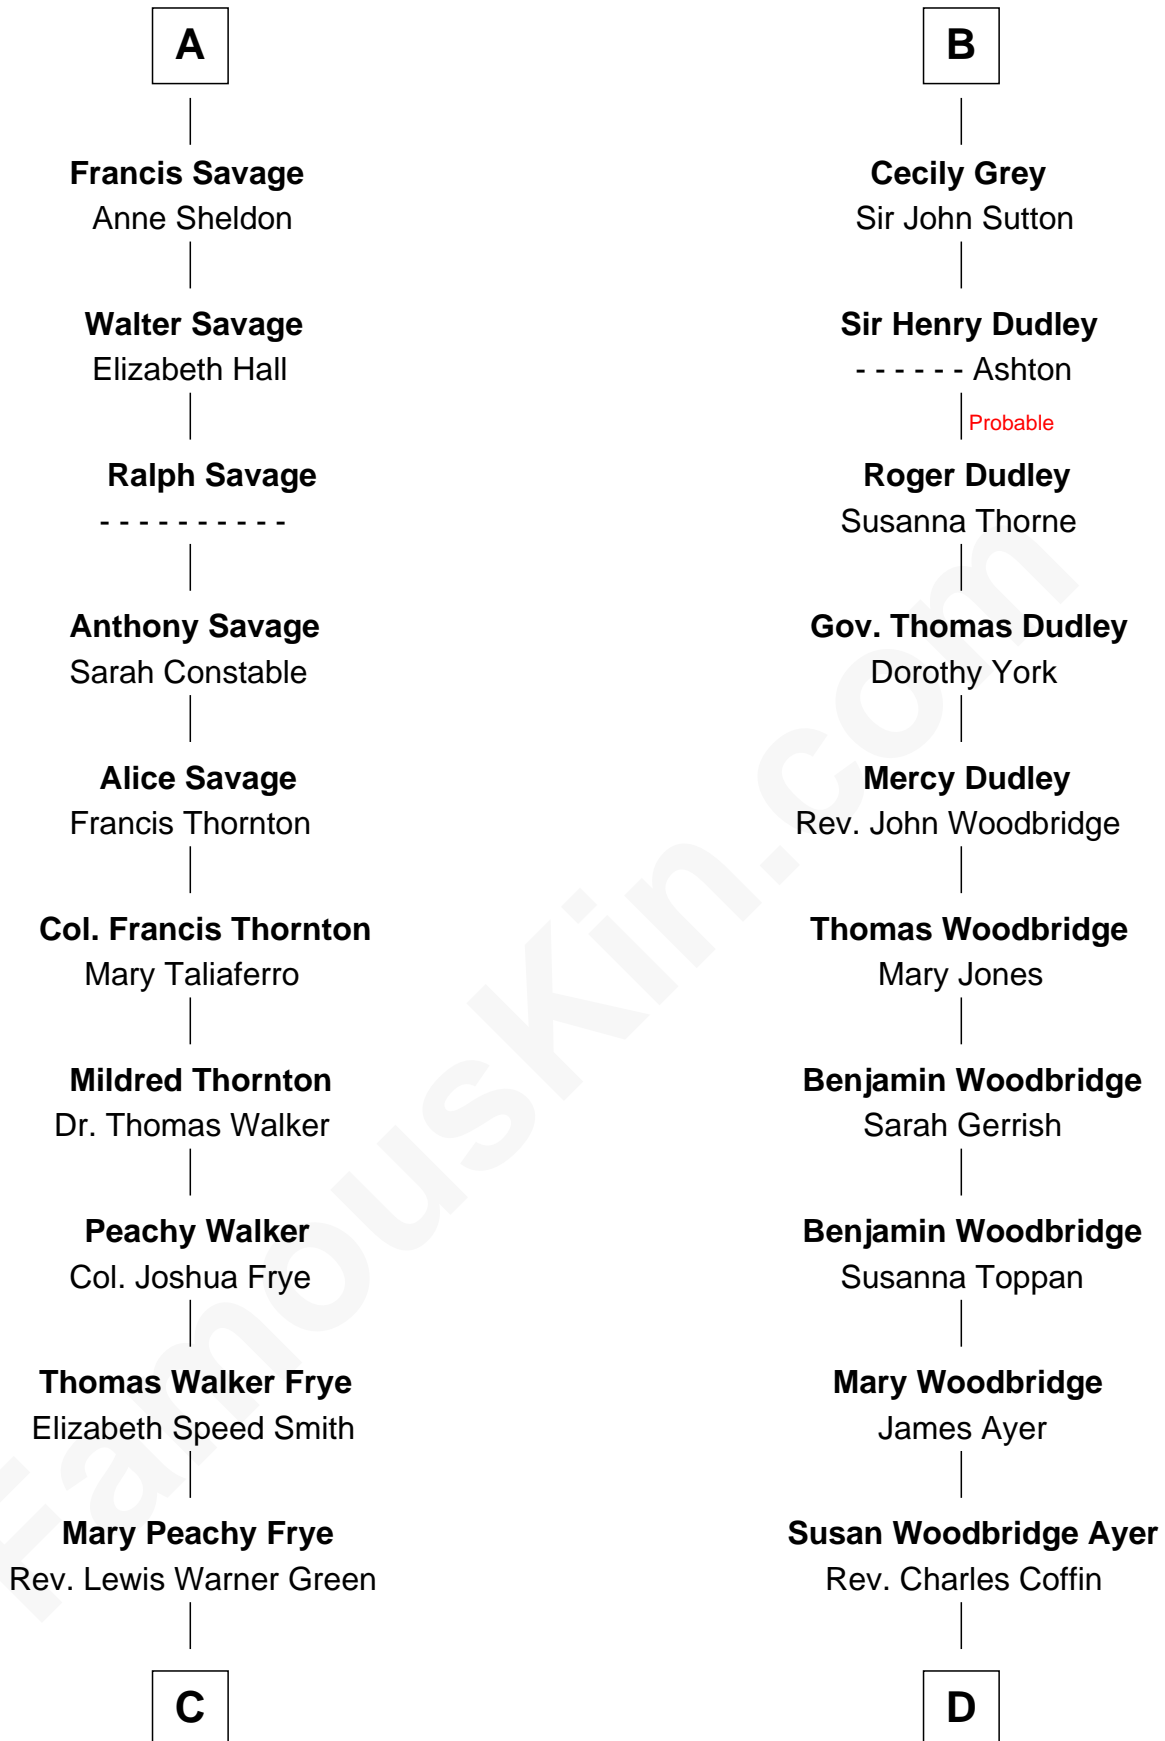 A
Francis Savage
Anne Sheldon
Walter Savage
Elizabeth Hall
Ralph Savage
- - - - - - - - - -
Anthony Savage
Sarah Constable
Alice Savage
Francis Thornton
Col. Francis Thornton
Mary Taliaferro
Mildred Thornton
Dr. Thomas Walker
Peachy Walker
Col. Joshua Frye
Thomas Walker Frye
Elizabeth Speed Smith
Mary Peachy Frye
Rev. Lewis Warner Green
C
B
Cecily Grey
Sir John Sutton
Sir Henry Dudley
- - - - - - Ashton
Probable
Roger Dudley
Susanna Thorne
Gov. Thomas Dudley
Dorothy York
Mercy Dudley
Rev. John Woodbridge
Thomas Woodbridge
Mary Jones
Benjamin Woodbridge
Sarah Gerrish
Benjamin Woodbridge
Susanna Toppan
Mary Woodbridge
James Ayer
Susan Woodbridge Ayer
Rev. Charles Coffin
D
FamousKin.com